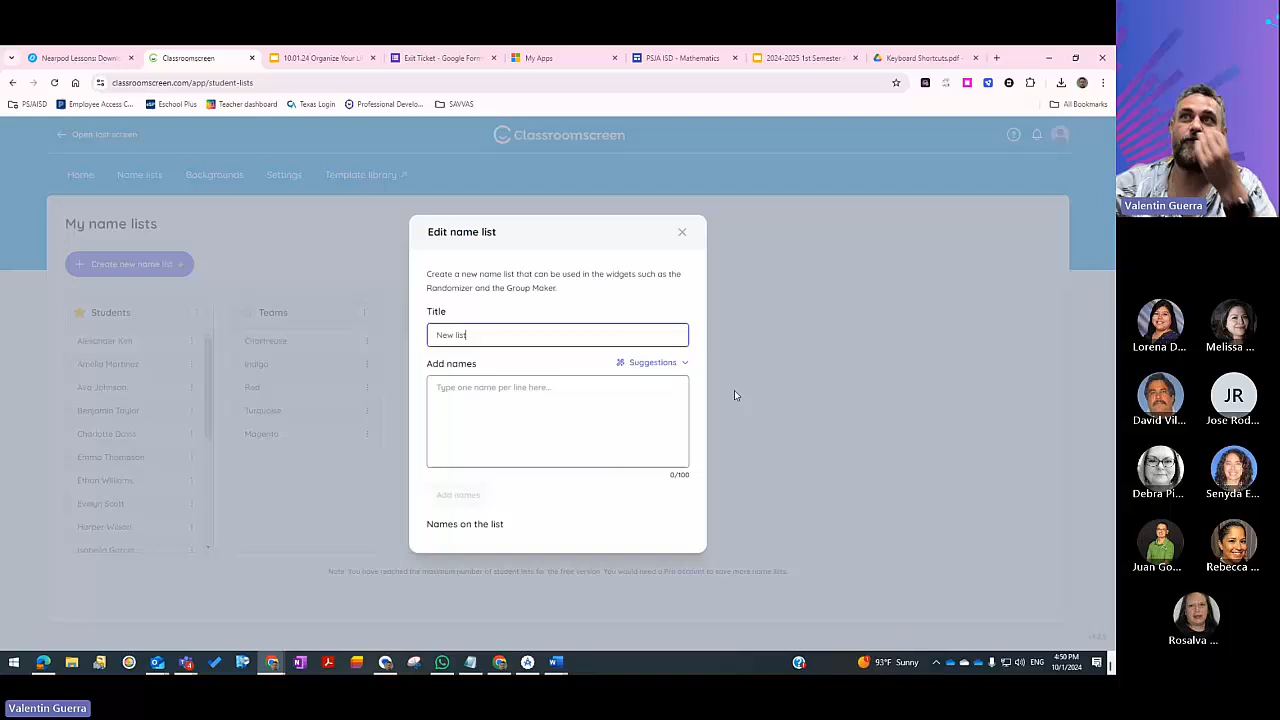 Nearpod Lessons: Downl
Classroomscreen
10.01.24 Organize Your Li
Exit Ticket - Google Form
My Apps
PSJA ISD - Mathematics
2024-2025 1st Semester
Keyboard Shortcuts.pdf -
classroomscreen.com/app/student-lists
PSJAISD
Employee Access C...
Eschool Plus
Teacher dashboard
Texas Login
Professional Develo...
SAVVAS
All Bookmarks
Open last screen
Classroomscreen
Home
Name lists
Backgrounds
Settings
Template library
My name lists
Create new name list
Students
Alexander Kim
Amelia Martinez
Ava Johnson
Benjamin Taylor
Charlotte Davis
Emma Thompson
Ethan Williams
Evelyn Scott
Harper Wilson
Isabella Garcia
Teams
Chartreuse
Indigo
Red
Turquoise
Magenta
Edit name list
Create a new name list that can be used in the widgets such as the
Randomizer and the Group Maker.
Title
New list
Add names
Suggestions
Type one name per line here...
0/100
Add names
Names on the list
Note: You have reached the maximum number of student lists for the free version. You would need a Pro account to save more name lists.
93°F Sunny
ENG
4:50 PM
10/1/2024
Valentin Guerra
Lorena D...
Melissa ...
David Vil...
JR
Jose Rod...
Debra Pi...
Senyda E...
Juan Go...
Rebecca ...
Rosalva ...
Valentin Guerra